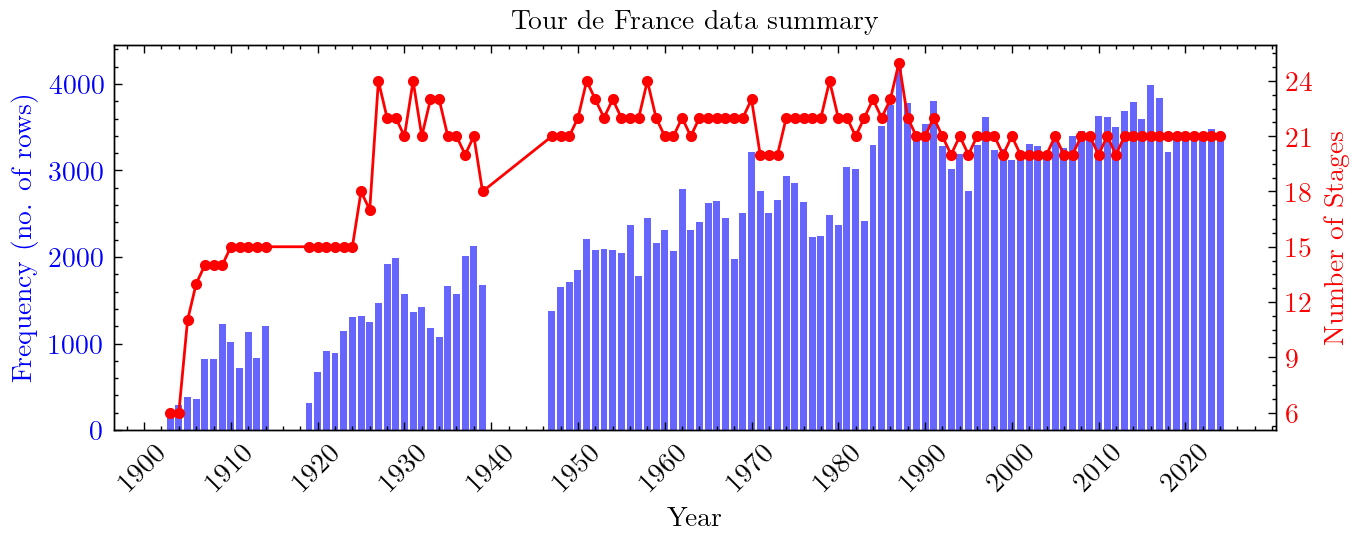 Tour de France data summary
Frequency (no. of rows)
4000
3000
2000
1000
0
24
21
18
15
12
9
6
Number of Stages
1900 1910 1920 1930 1940 1950 1960 1970 1980 1990 2000 2010 2020
Year